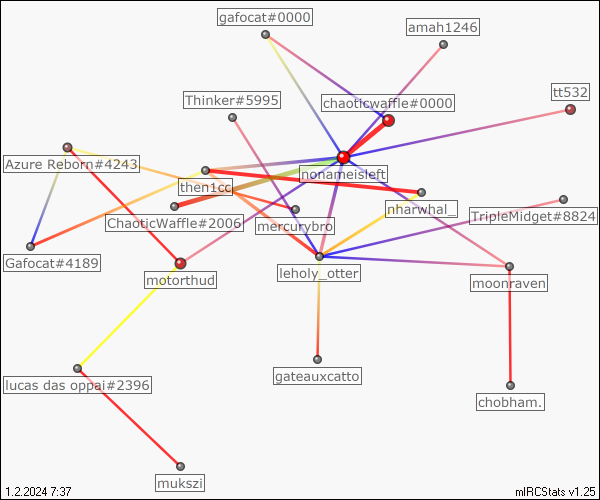 gafocat#0000
amah1246
tt532
Thinker#5995
chaoticwaffle#0000
Azure Reborn#4243
then1cc
nonameisleft
ChaoticWaffle#2006
mercurybro
nharwhal_
TripleMidget#8824
Gafocat#4189
motorthud
leholy_otter
moonraven
lucas das oppai#2396
gateauxcatto
chobham.
mukszi
1.2.2024 7:37
mIRCStats v1.25